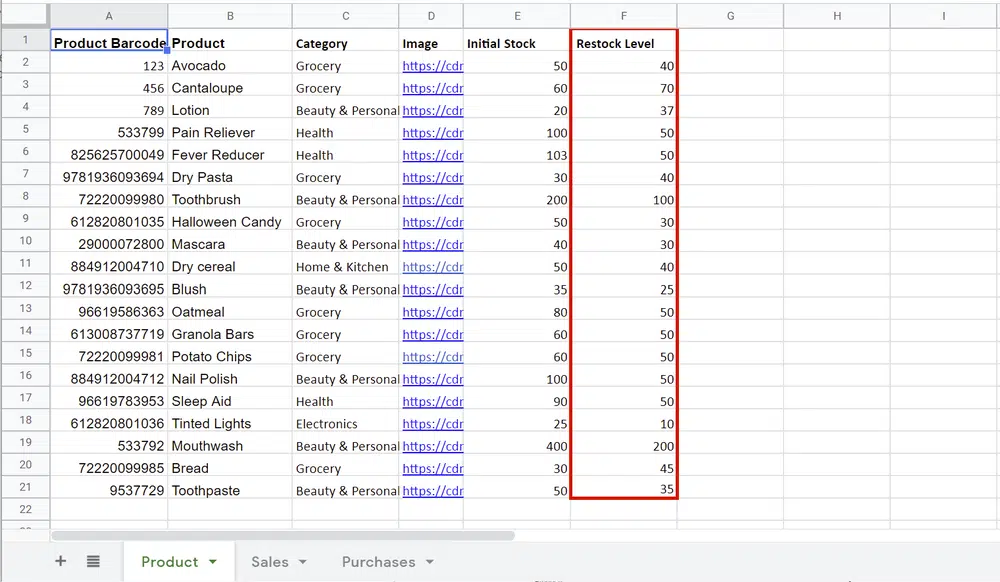 A B C D E F G H I
1 Product Barcode Product Category Image Initial Stock Restock Level
2 123 Avocado Grocery https://cdr 50 40
3 456 Cantaloupe Grocery https://cdr 60 70
4 789 Lotion Beauty & Personal https://cdr 20 37
5 533799 Pain Reliever Health https://cdr 100 50
6 825625700049 Fever Reducer Health https://cdr 103 50
7 9781936093694 Dry Pasta Grocery https://cdr 30 40
8 72220099980 Toothbrush Beauty & Personal https://cdr 200 100
9 612820801035 Halloween Candy Grocery https://cdr 50 30
10 29000072800 Mascara Beauty & Personal https://cdr 40 30
11 884912004710 Dry cereal Home & Kitchen https://cdr 50 40
12 9781936093695 Blush Beauty & Personal https://cdr 35 25
13 96619586363 Oatmeal Grocery https://cdr 80 50
14 613008737719 Granola Bars Grocery https://cdr 60 50
15 72220099981 Potato Chips Grocery https://cdr 60 50
16 884912004712 Nail Polish Beauty & Personal https://cdr 100 50
17 96619783953 Sleep Aid Health https://cdr 90 50
18 612820801036 Tinted Lights Electronics https://cdr 25 10
19 533792 Mouthwash Beauty & Personal https://cdr 400 200
20 72220099985 Bread Grocery https://cdr 30 45
21 9537729 Toothpaste Beauty & Personal https://cdr 50 35
22
Product Sales Purchases